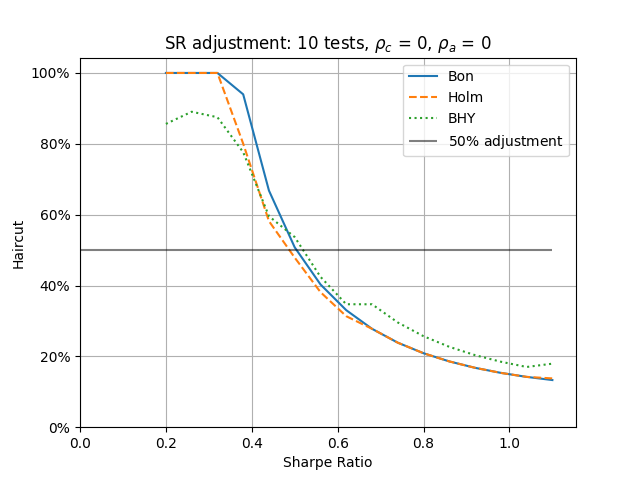 SR adjustment: 10 tests, ρc = 0, ρa = 0
100%
80%
60%
40%
20%
0%
Haircut
Bon
Holm
BHY
50% adjustment
0.0 0.2 0.4 0.6 0.8 1.0
Sharpe Ratio